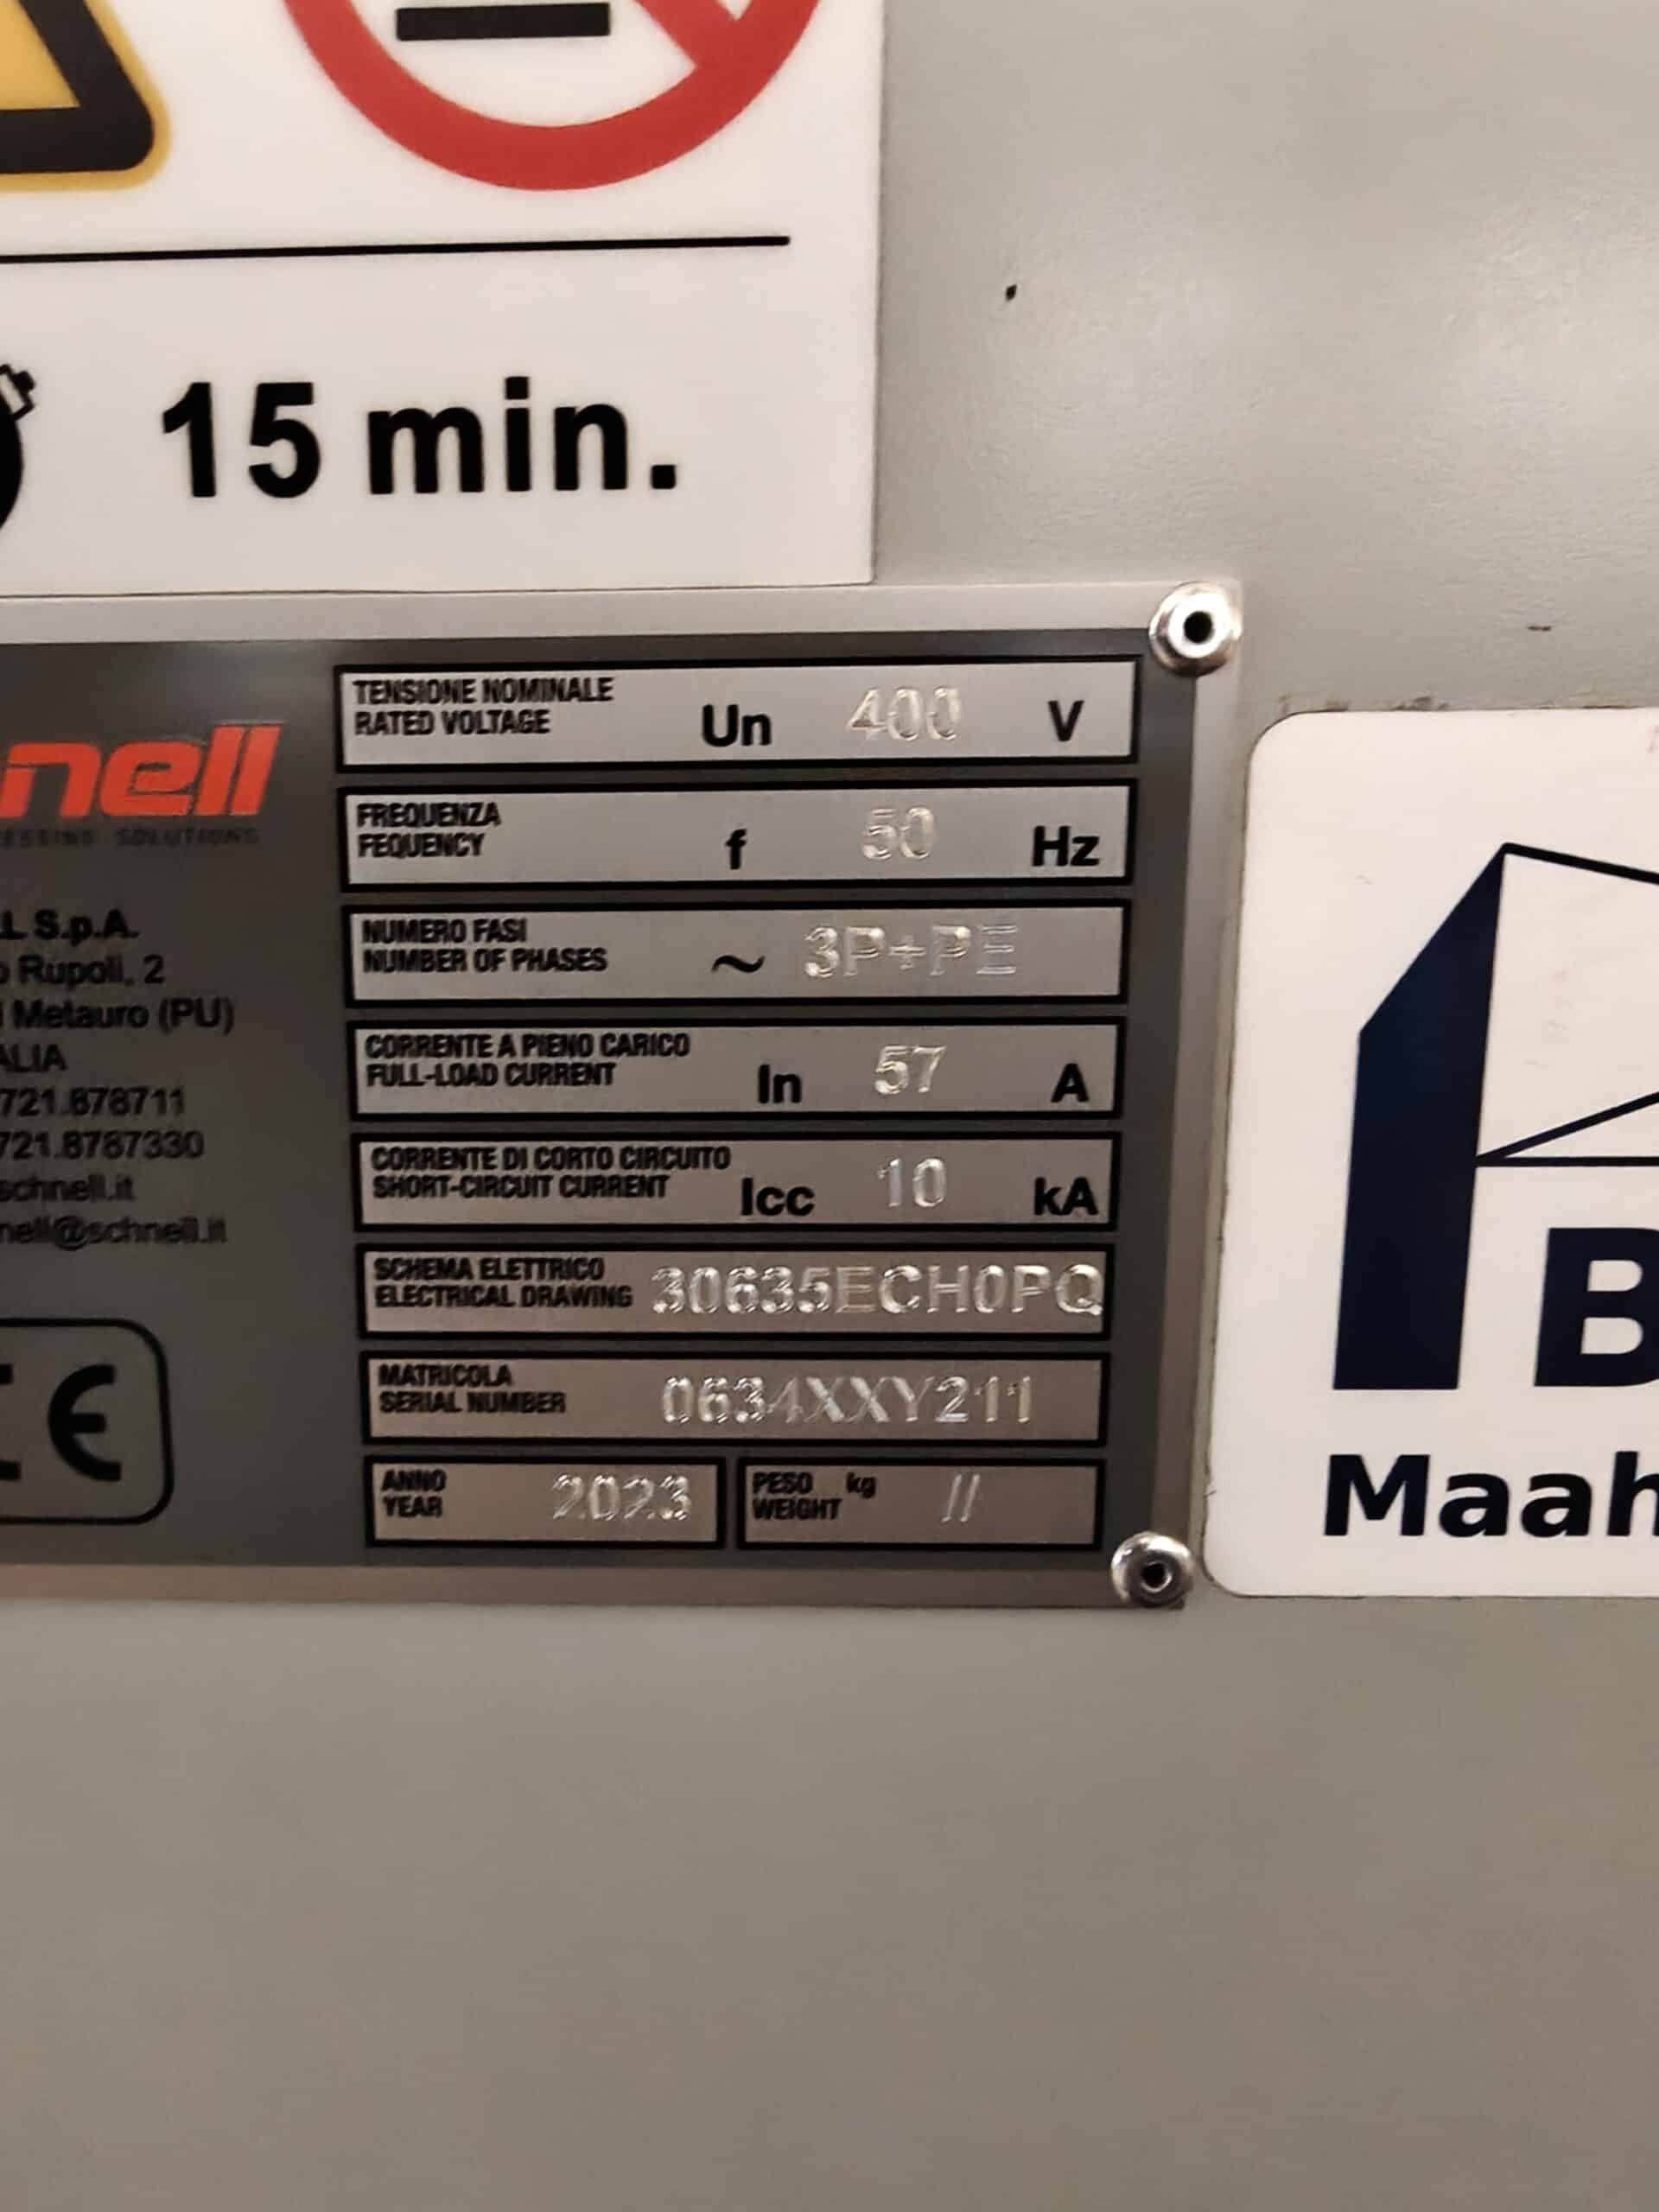 15 min.
nell
ESSING SOLUTIONS
L S.p.A.
Rupoli, 2
i Metauro (PU)
ALIA
721.878711
721.8787330
schnell.it
nell@schnell.it
CE
TENSIONE NOMINALE
RATED VOLTAGE Un 400 V
FREQUENZA
FEQUENCY f 50 Hz
NUMERO FASI
NUMBER OF PHASES ~ 3P+PE
CORRENTE A PIENO CARICO
FULL-LOAD CURRENT In 57 A
CORRENTE DI CORTO CIRCUITO
SHORT-CIRCUIT CURRENT Icc 10 kA
SCHEMA ELETTRICO
ELECTRICAL DRAWING 30635ECH0PQ
MATRICOLA
SERIAL NUMBER 0634XXY211
ANNO
YEAR 2023
PESO kg
WEIGHT //
B
Maah